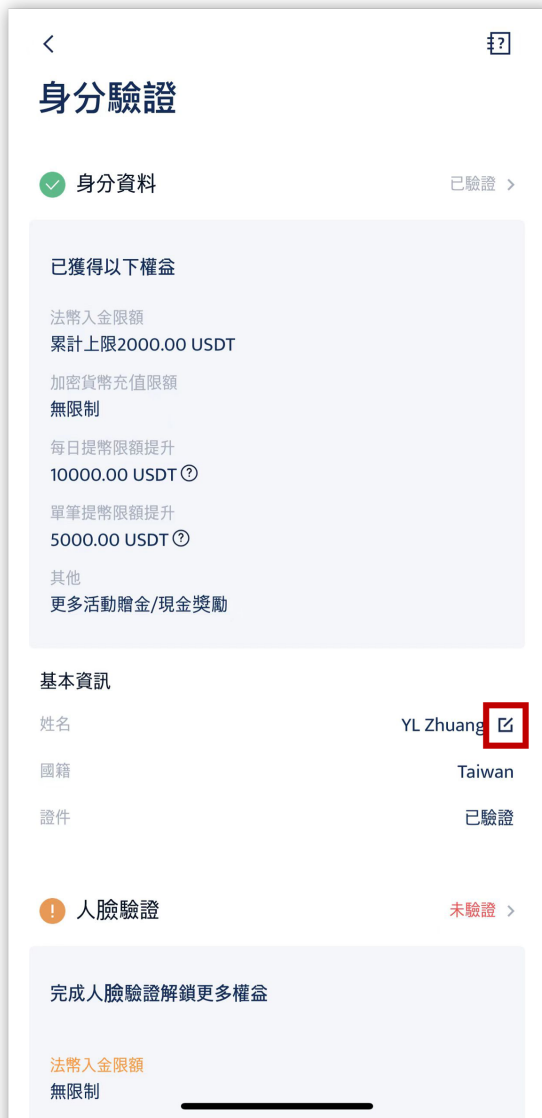 身分驗證
身分資料
已驗證
已獲得以下權益
法幣入金限額
累計上限2000.00 USDT
加密貨幣充值限額
無限制
每日提幣限額提升
10000.00 USDT
單筆提幣限額提升
5000.00 USDT
其他
更多活動贈金/現金獎勵
基本資訊
姓名
YL Zhuang
國籍
Taiwan
證件
已驗證
人臉驗證
未驗證
完成人臉驗證解鎖更多權益
法幣入金限額
無限制